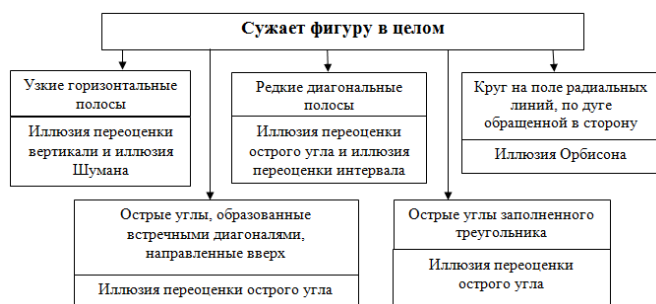 Сужает фигуру в целом
Узкие горизонтальные
полосы
Иллюзия переоценки
вертикали и иллюзия
Шумана
Редкие диагональные
полосы
Иллюзия переоценки
острого угла и иллюзия
переоценки интервала
Круг на поле радиальных
линий, по дуге
обращенной в сторону
Иллюзия Орбисона
Острые углы, образованные
встречными диагоналями,
направленные вверх
Иллюзия переоценки острого угла
Острые углы заполненного
треугольника
Иллюзия переоценки
острого угла